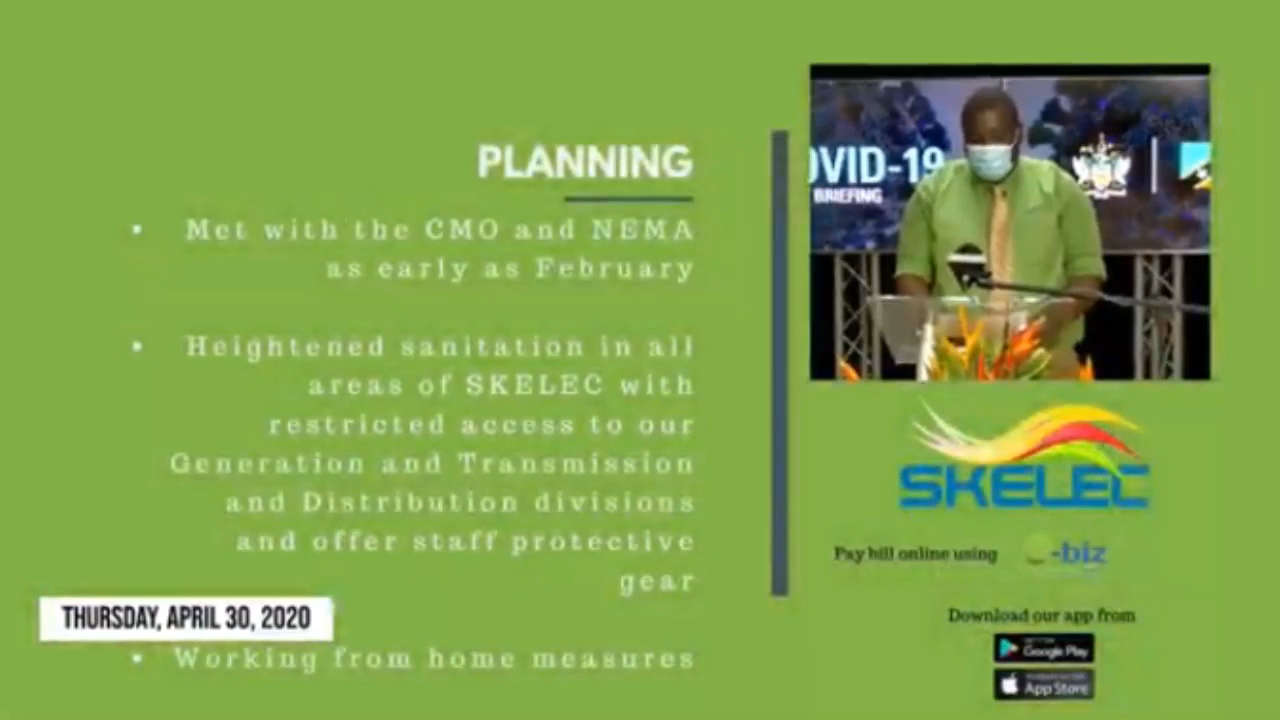 PLANNING
▪ Met with the CMO and NEMA
as early as February
▪ Heightened sanitation in all
areas of SKELEC with
restricted access to our
Generation and Transmission
and Distribution divisions
and offer staff protective
gear
▪ Working from home measures
THURSDAY, APRIL 30, 2020
OVID-19
BRIEFING
SKELEC
Pay bill online using -biz
Download our app from
Google Play
App Store